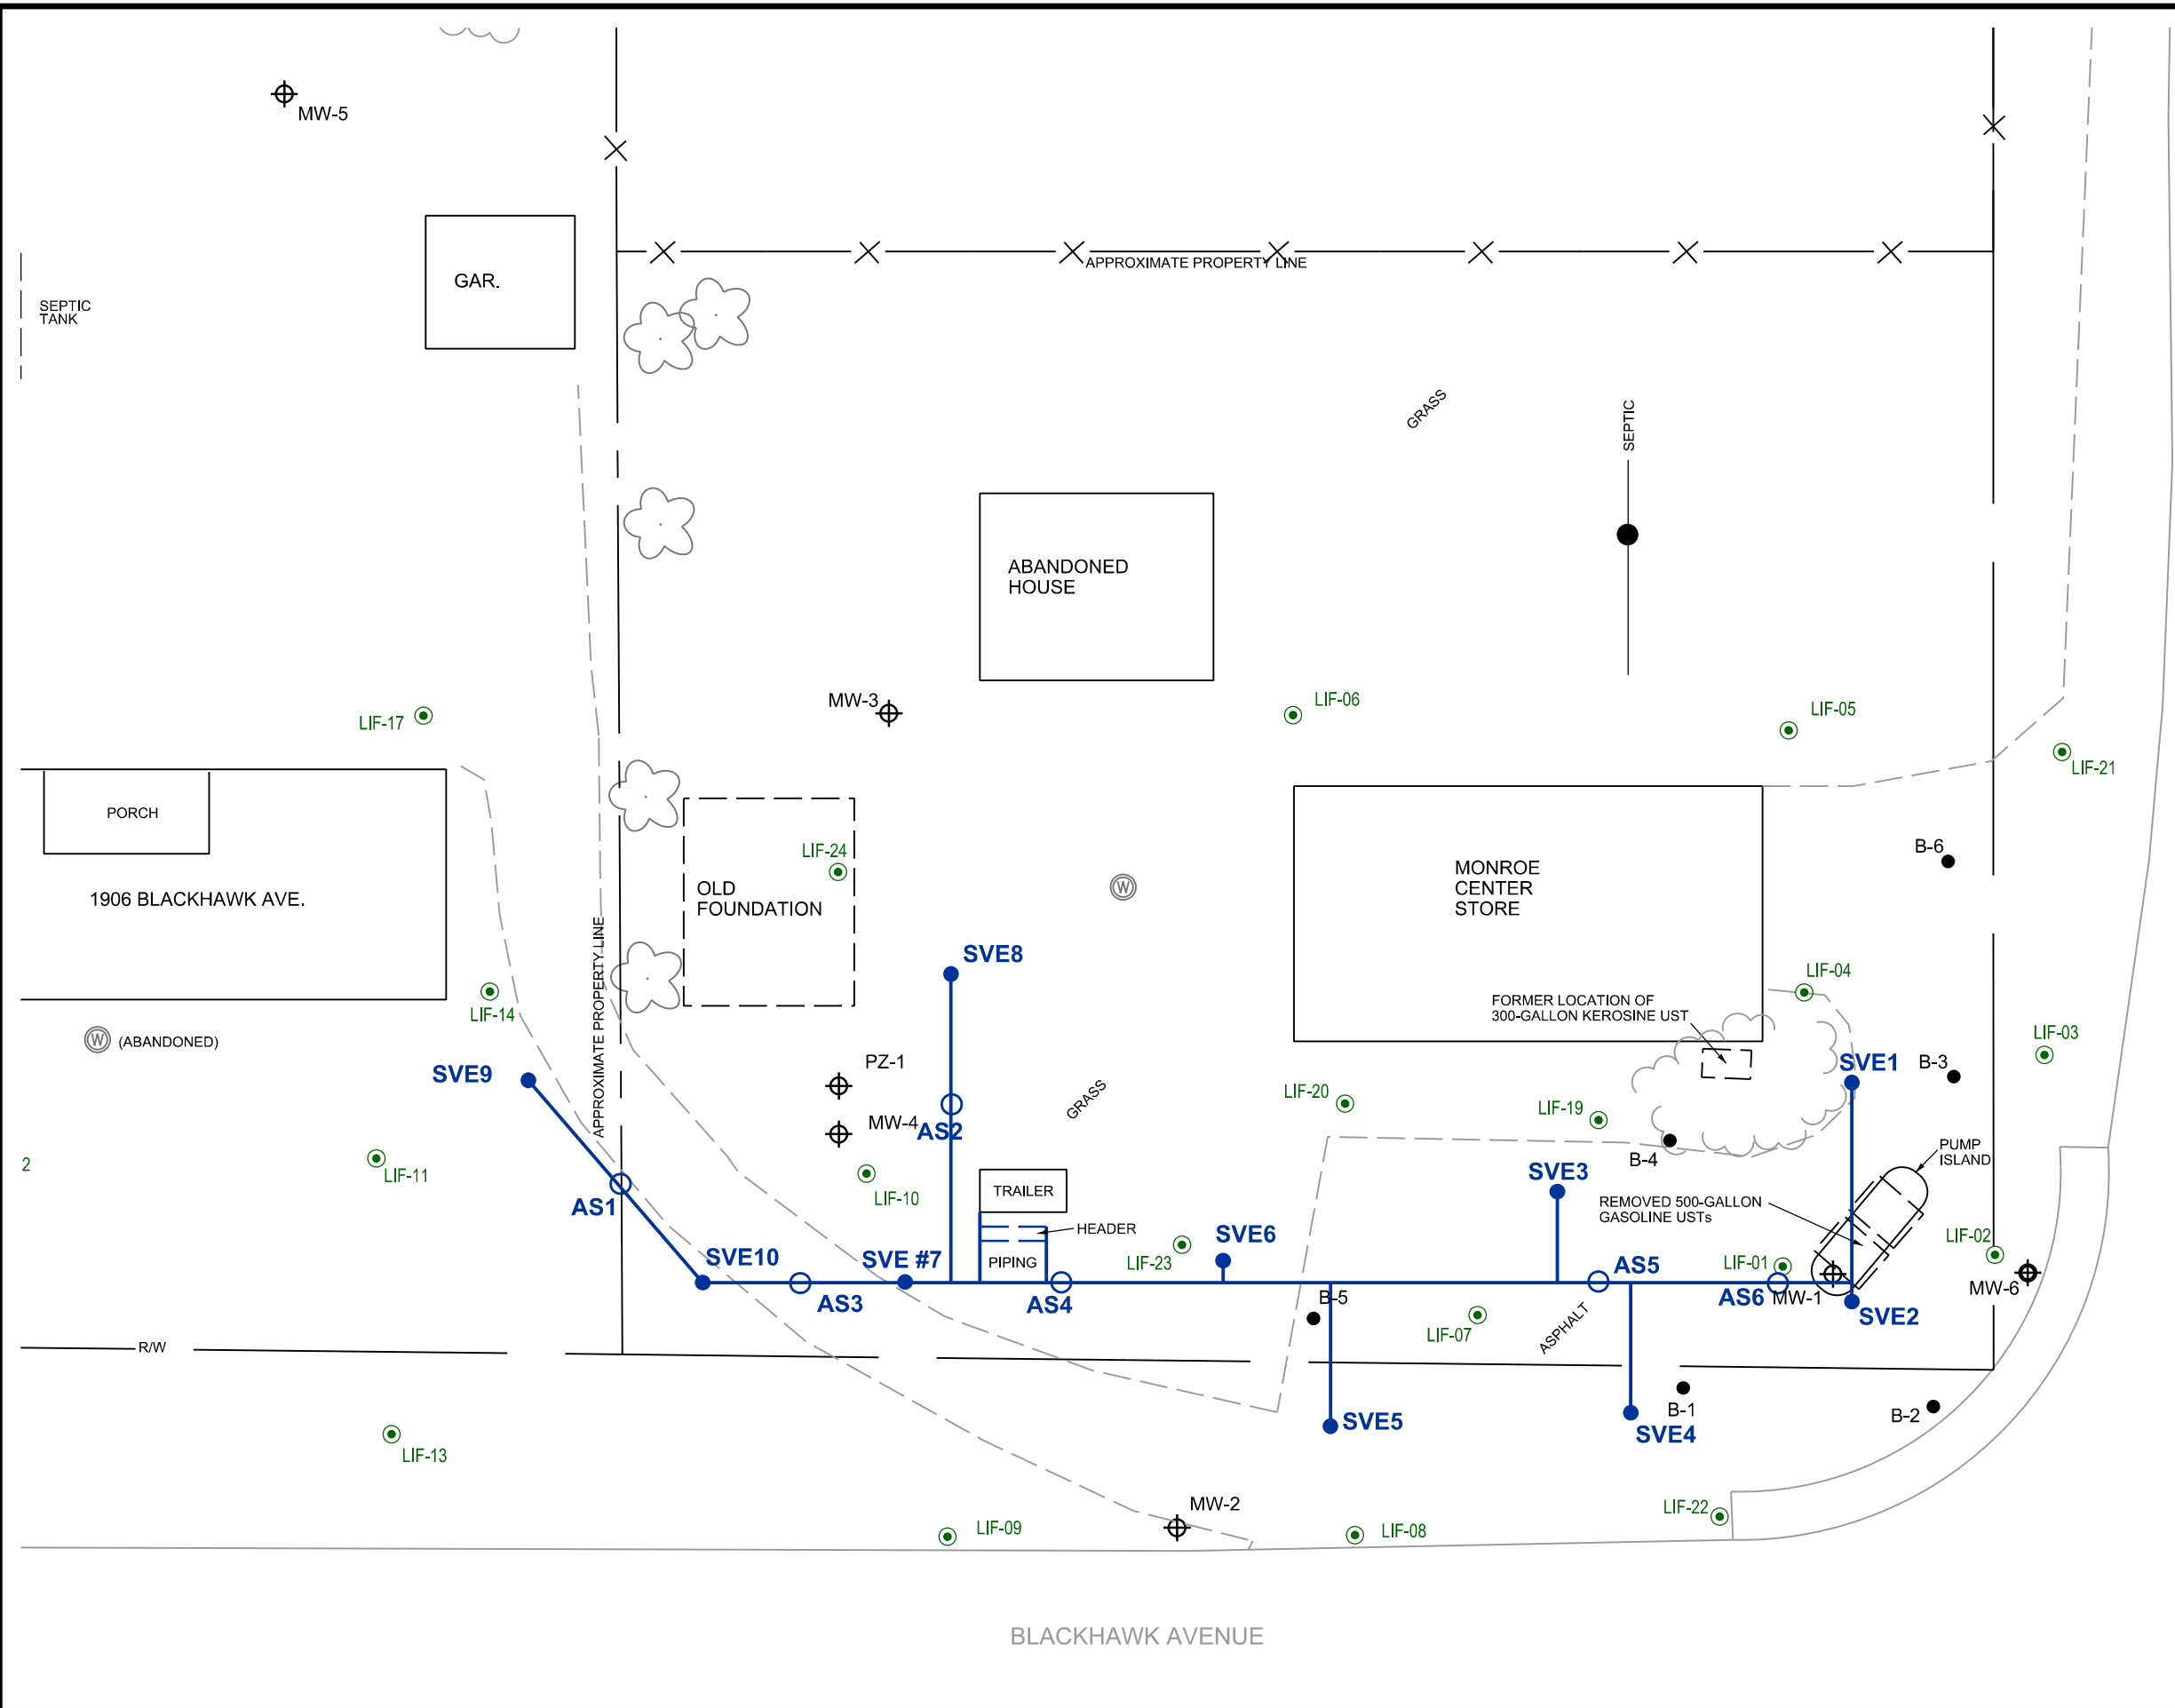 MW-5
APPROXIMATE PROPERTY LINE
GAR.
SEPTIC
TANK
GRASS
SEPTIC
ABANDONED
HOUSE
MW-3
LIF-06
LIF-05
LIF-17
LIF-21
PORCH
1906 BLACKHAWK AVE.
LIF-24
OLD
FOUNDATION
W
MONROE
CENTER
STORE
B-6
APPROXIMATE PROPERTY LINE
SVE8
LIF-04
FORMER LOCATION OF
300-GALLON KEROSINE UST
LIF-14
W (ABANDONED)
LIF-03
SVE9
PZ-1
GRASS
LIF-20
LIF-19
SVE1
B-3
MW-4
AS2
2
LIF-11
LIF-10
TRAILER
B-4
SVE3
PUMP
ISLAND
REMOVED 500-GALLON
GASOLINE USTs
AS1
HEADER
SVE6
LIF-02
SVE10
SVE #7
PIPING
LIF-23
AS5
LIF-01
AS3
AS4
B-5
AS6
MW-1
MW-6
SVE2
LIF-07
ASPHALT
R/W
SVE5
B-1
SVE4
B-2
LIF-13
MW-2
LIF-09
LIF-08
LIF-22
BLACKHAWK AVENUE